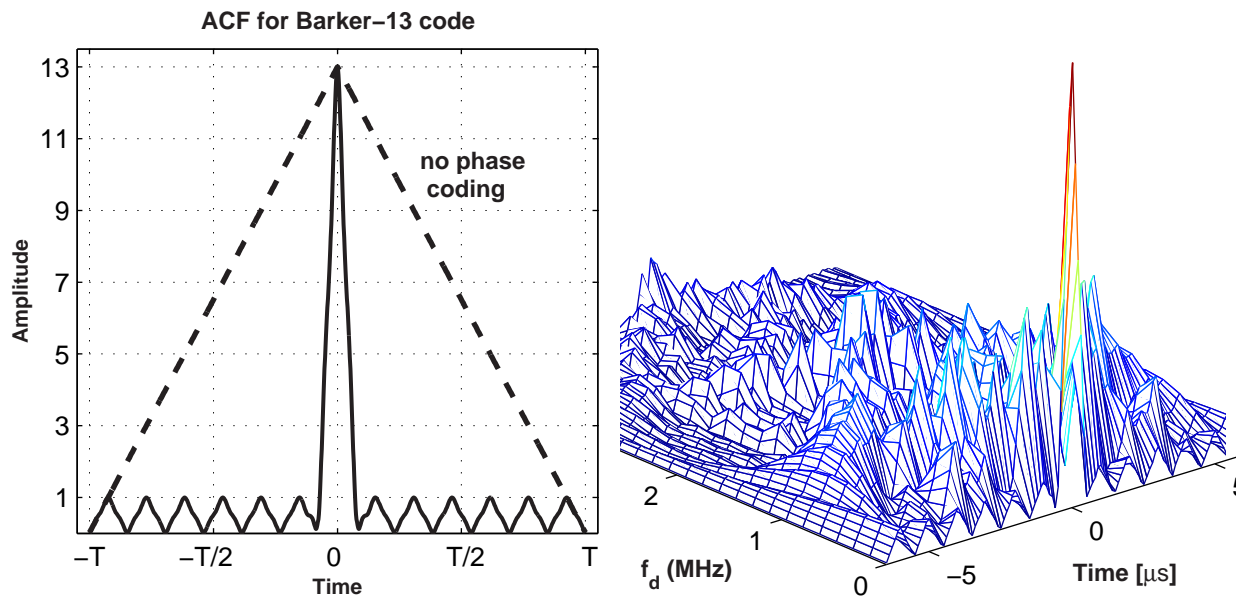 ACF for Barker−13 code
13
11
9
7
5
3
1
Amplitude
no phase
coding
−T
−T/2
0
T/2
T
Time
2
1
0
f_d (MHz)
−5
0
5
Time [μs]